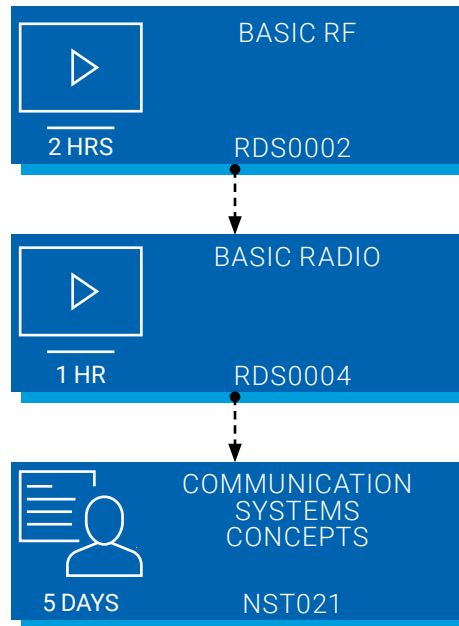 BASIC RF
2 HRS
RDS0002
BASIC RADIO
1 HR
RDS0004
COMMUNICATION
SYSTEMS
CONCEPTS
5 DAYS
NST021